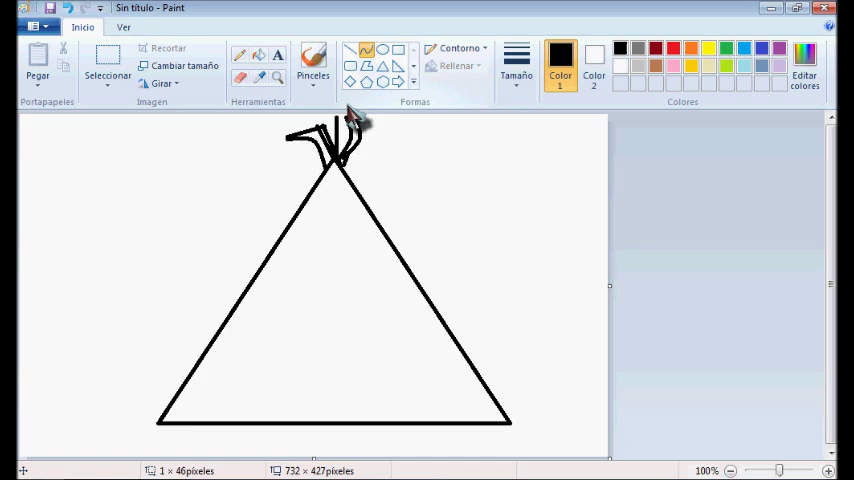 Sin título - Paint
Inicio Ver
Pegar
Portapapeles
Seleccionar
Recortar
Cambiar tamaño
Girar
Imagen
A
Herramientas
Pinceles
Contorno
Rellenar
Formas
Tamaño
Color
1
Color
2
Editar
colores
Colores
1 × 46píxeles
732 × 427píxeles
100%